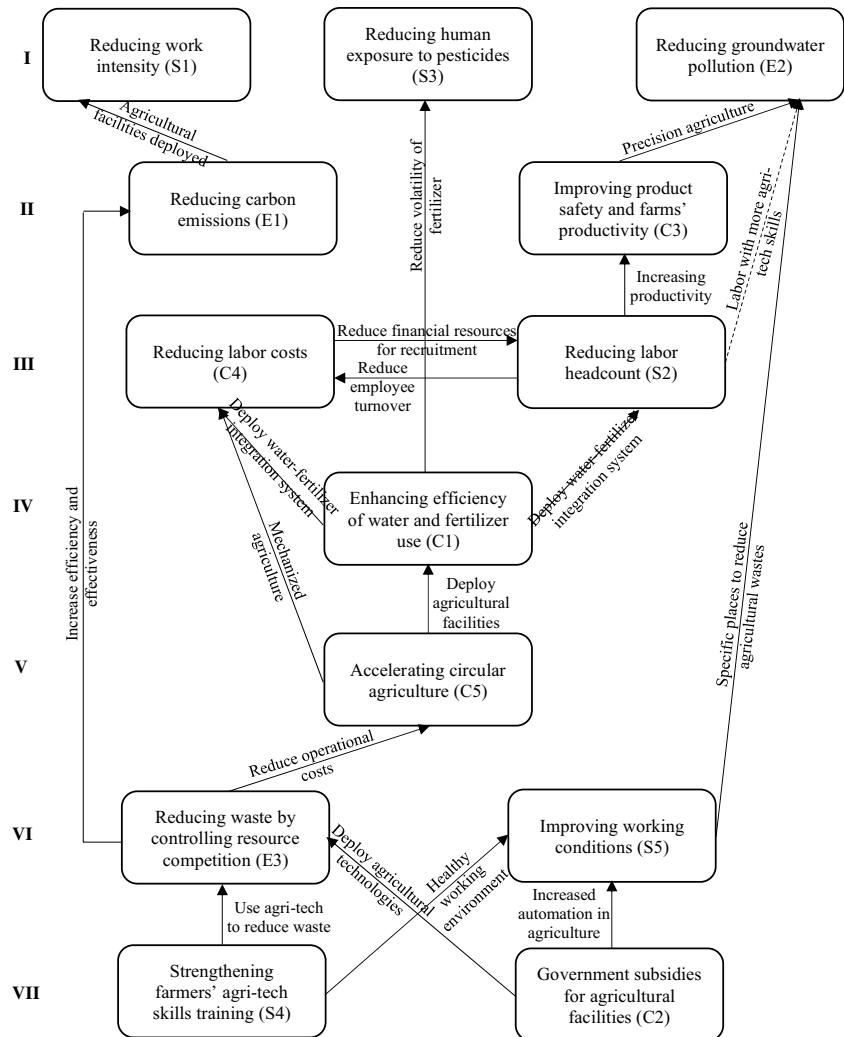 I
Reducing work
intensity (S1)
Reducing human
exposure to pesticides
(S3)
Reducing groundwater
pollution (E2)
Agricultural
facilities deployed
Reduce volatility of
fertilizer
Precision agriculture
Labor with more agri-
tech skills
II
Reducing carbon
emissions (E1)
Improving product
safety and farms'
productivity (C3)
Increasing
productivity
III
Reducing labor costs
(C4)
Reduce financial resources
for recruitment
Reduce
employee
turnover
Reducing labor
headcount (S2)
Deploy water-fertilizer
integration system
Deploy water-fertilizer
integration system
IV
Enhancing efficiency
of water and fertilizer
use (C1)
Increase efficiency and
effectiveness
Mechanized
agriculture
Deploy
agricultural
facilities
Specific places to reduce
agricultural wastes
V
Accelerating circular
agriculture (C5)
Reduce operational
costs
VI
Reducing waste by
controlling resource
competition (E3)
Improving working
conditions (S5)
Deploy agricultural
technologies
Healthy
working
environment
Use agri-tech
to reduce waste
Increased
automation in
agriculture
VII
Strengthening
farmers' agri-tech
skills training (S4)
Government subsidies
for agricultural
facilities (C2)